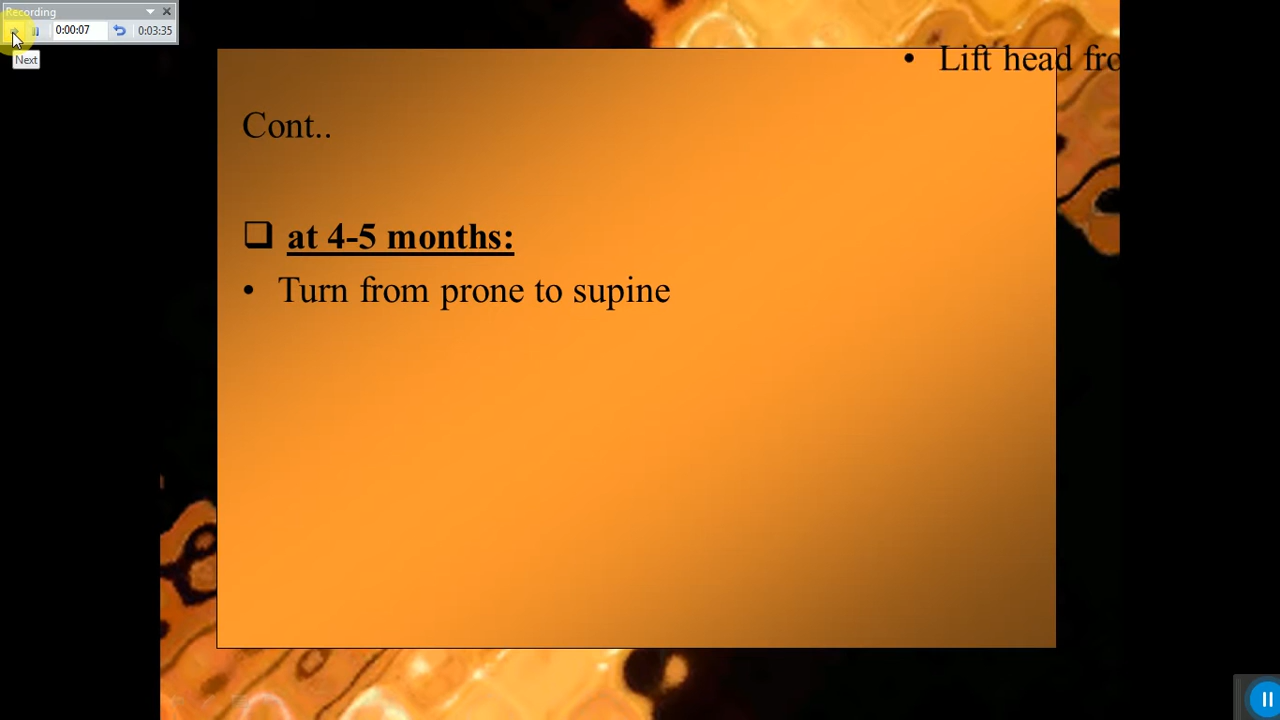 Recording
0:00:07
0:03:35
Next
• Lift head fro
Cont..
❑ at 4-5 months:
• Turn from prone to supine